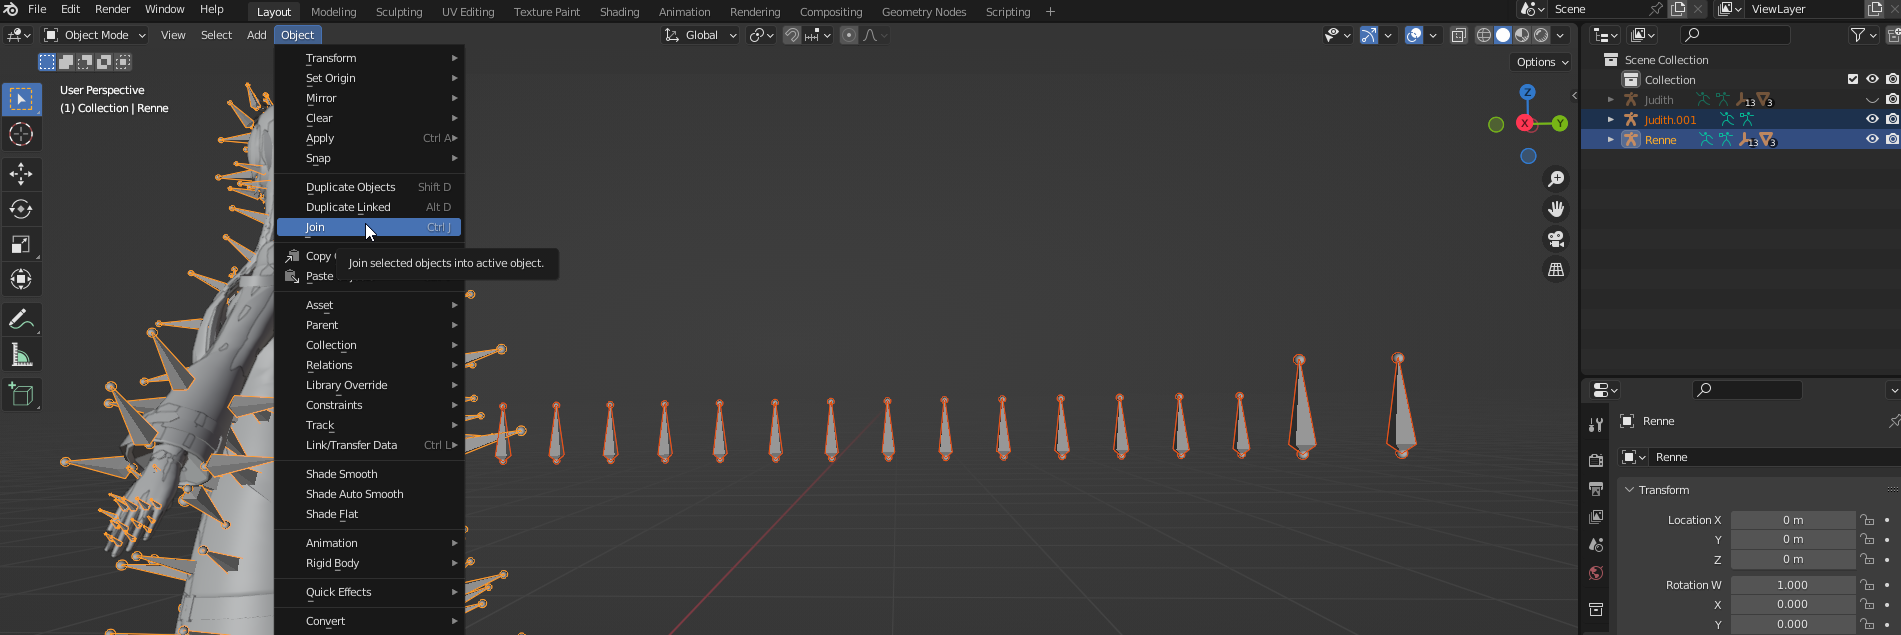 File Edit Render Window Help Layout Modeling Sculpting UV Editing Texture Paint Shading Animation Rendering Compositing Geometry Nodes Scripting + Scene ViewLayer
Object Mode View Select Add Object Global
Options
User Perspective
(1) Collection | Renne
Transform
Set Origin
Mirror
Clear
Apply Ctrl A
Snap
Duplicate Objects Shift D
Duplicate Linked Alt D
Join Ctrl J
Copy
Paste
Join selected objects into active object.
Asset
Parent
Collection
Relations
Library Override
Constraints
Track
Link/Transfer Data Ctrl L
Shade Smooth
Shade Auto Smooth
Shade Flat
Animation
Rigid Body
Quick Effects
Convert
Z
X
Y
Scene Collection
Collection
Judith 13 3
Judith.001
Renne 13 3
Renne
Renne
Transform
Location X 0 m
Y 0 m
Z 0 m
Rotation W 1.000
X 0.000
Y 0.000